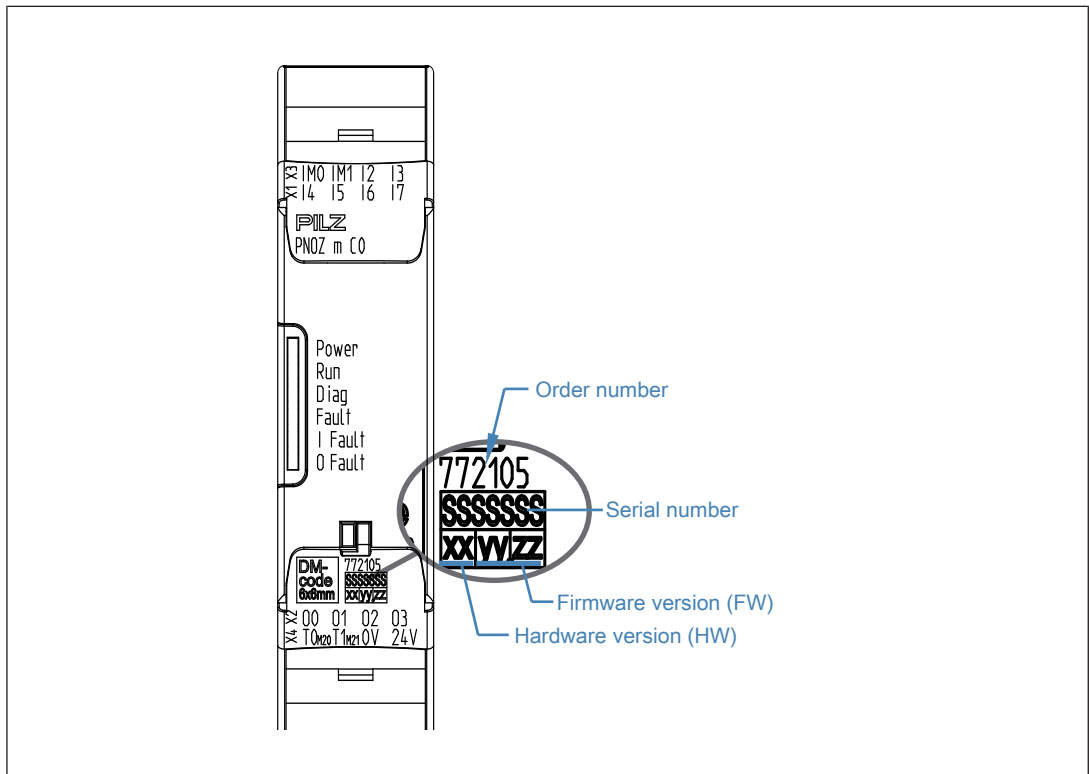 X3 IM0 IM1 I2 I3
X1 I4 I5 I6 I7
PILZ
PNOZ m C0
Power
Run
Diag
Fault
I Fault
O Fault
Order number
772105
SSSSSSS
Serial number
xx yy zz
Firmware version (FW)
Hardware version (HW)
DM-
code
6x6mm
772105
SSSSSSS
xx yy zz
X2 O0 O1 O2 O3
X4 T0M20 T1M21 0V 24V